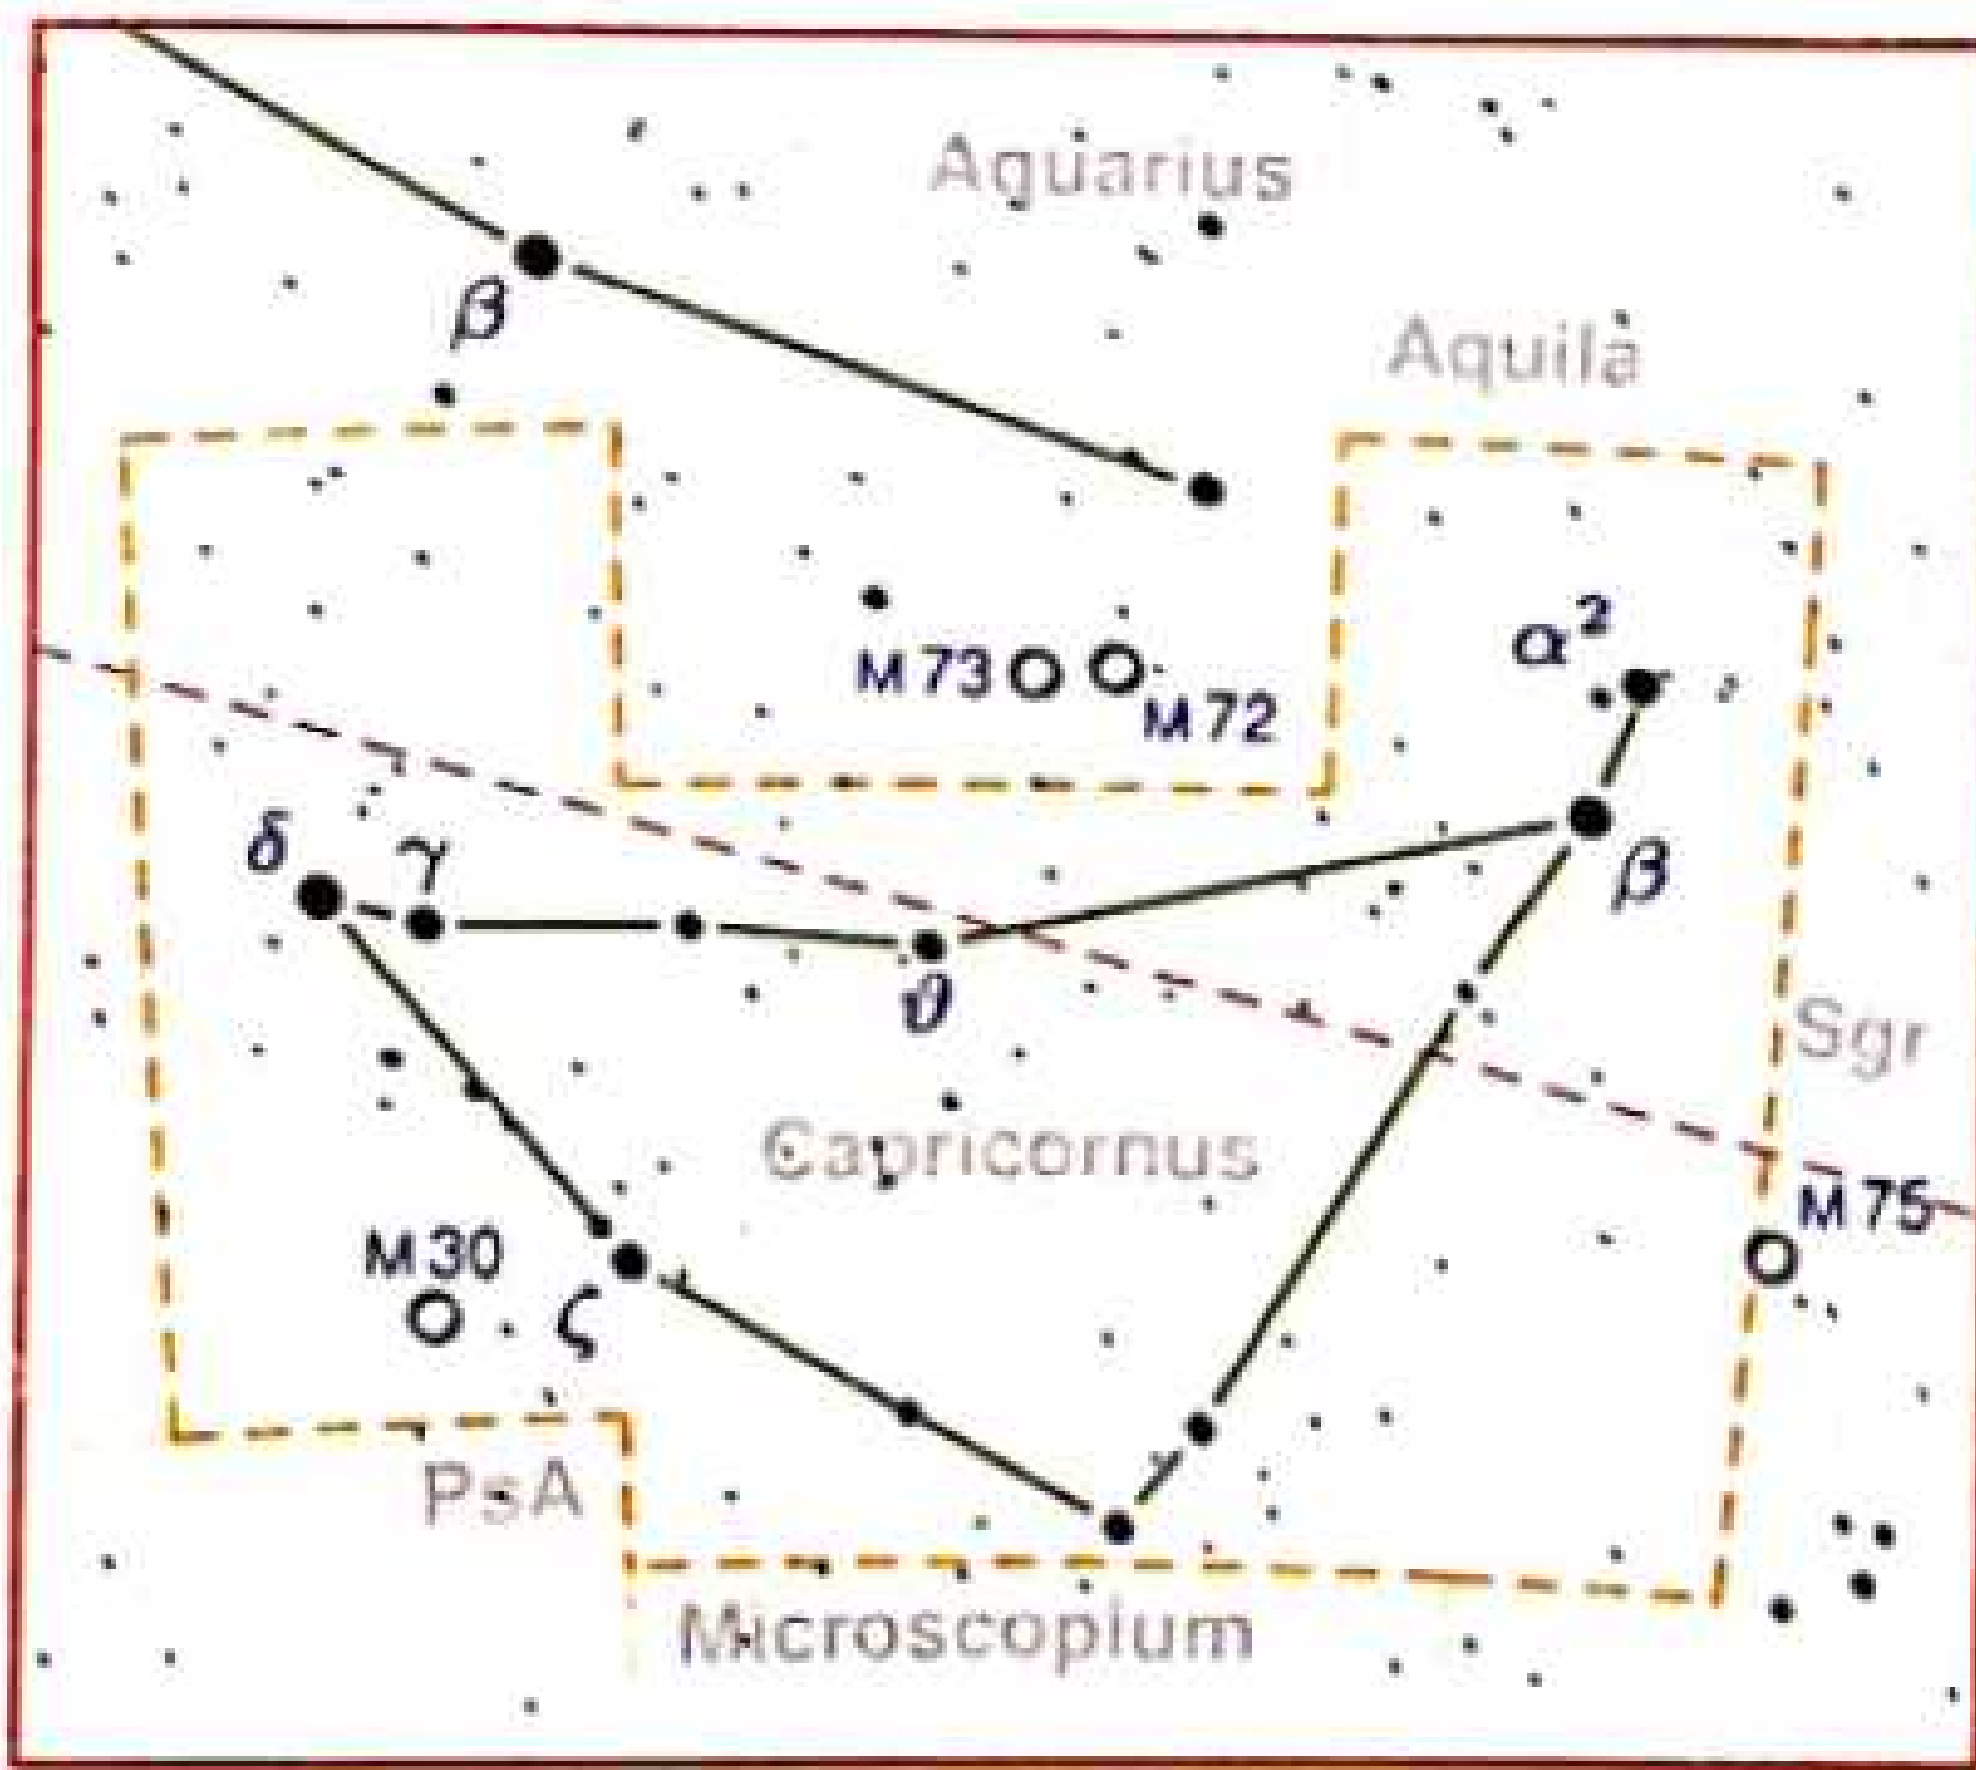 Aquarius
β
Aquila
α²
M73
M72
δ
γ
β
ϑ
Sgr
Capricornus
M75
M30
ζ
PsA
Microscopium